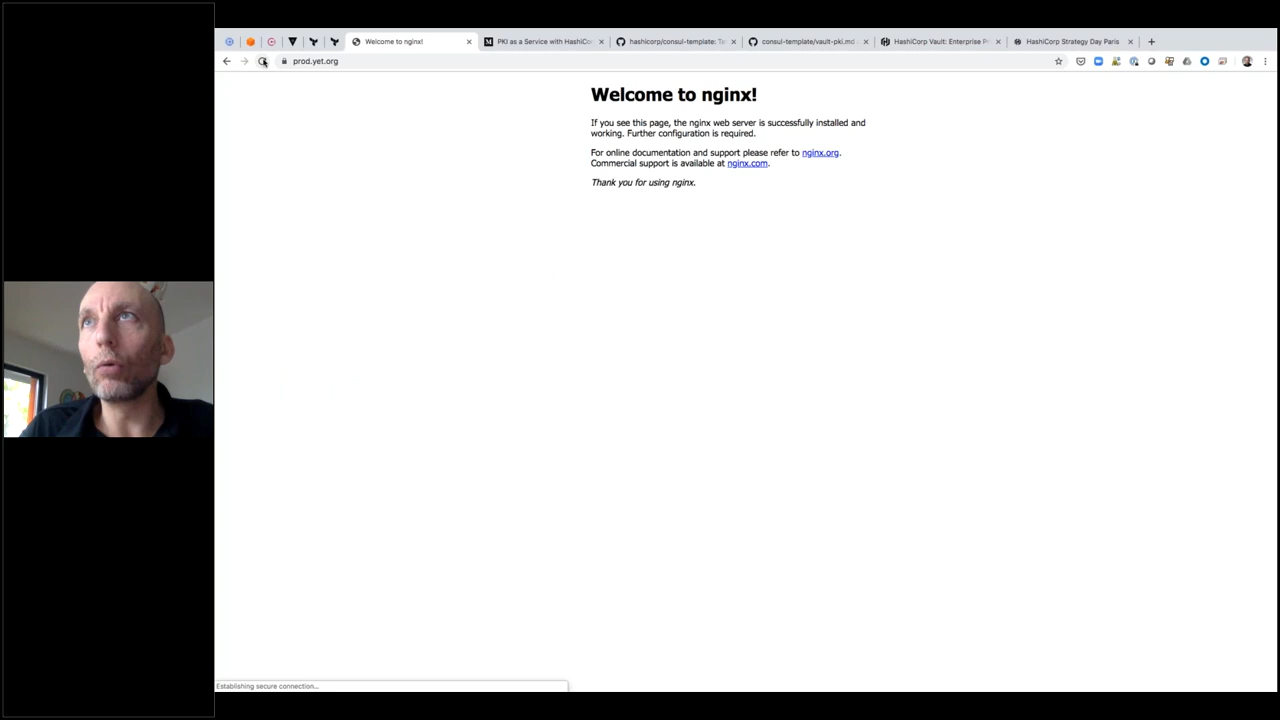 Welcome to nginx!
PKI as a Service with HashiCor
hashicorp/consul-template: Te
consul-template/vault-pki.md
HashiCorp Vault: Enterprise P
HashiCorp Strategy Day Paris
prod.yet.org
Welcome to nginx!
If you see this page, the nginx web server is successfully installed and
working. Further configuration is required.
For online documentation and support please refer to nginx.org.
Commercial support is available at nginx.com.
Thank you for using nginx.
Establishing secure connection...